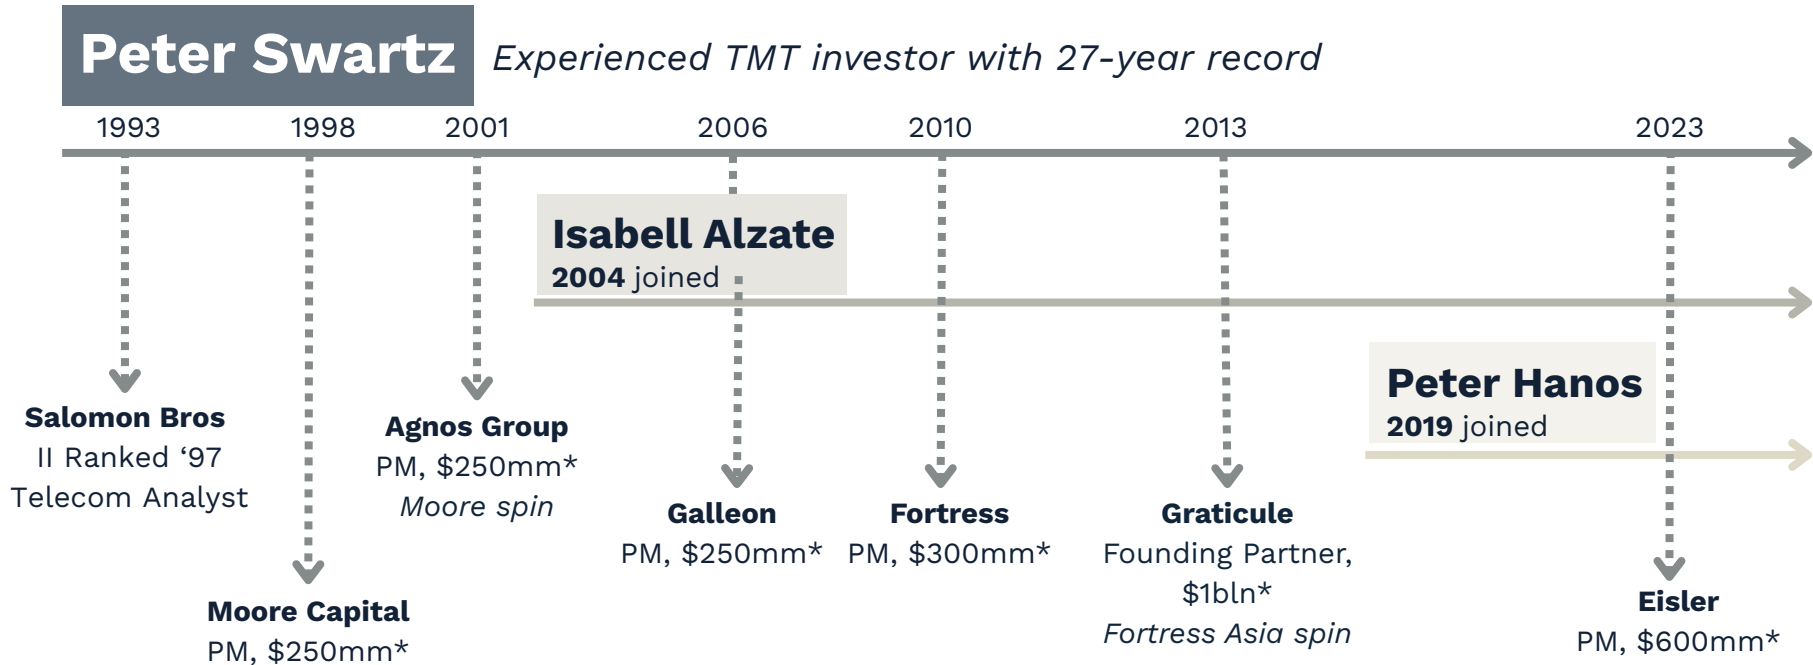 Peter Swartz
Experienced TMT investor with 27-year record
1993
1998
2001
2006
2010
2013
2023
Isabell Alzate
2004 joined
Peter Hanos
2019 joined
Salomon Bros
II Ranked ‘97
Telecom Analyst
Moore Capital
PM, $250mm*
Agnos Group
PM, $250mm*
Moore spin
Galleon
PM, $250mm*
Fortress
PM, $300mm*
Graticule
Founding Partner,
$1bln*
Fortress Asia spin
Eisler
PM, $600mm*